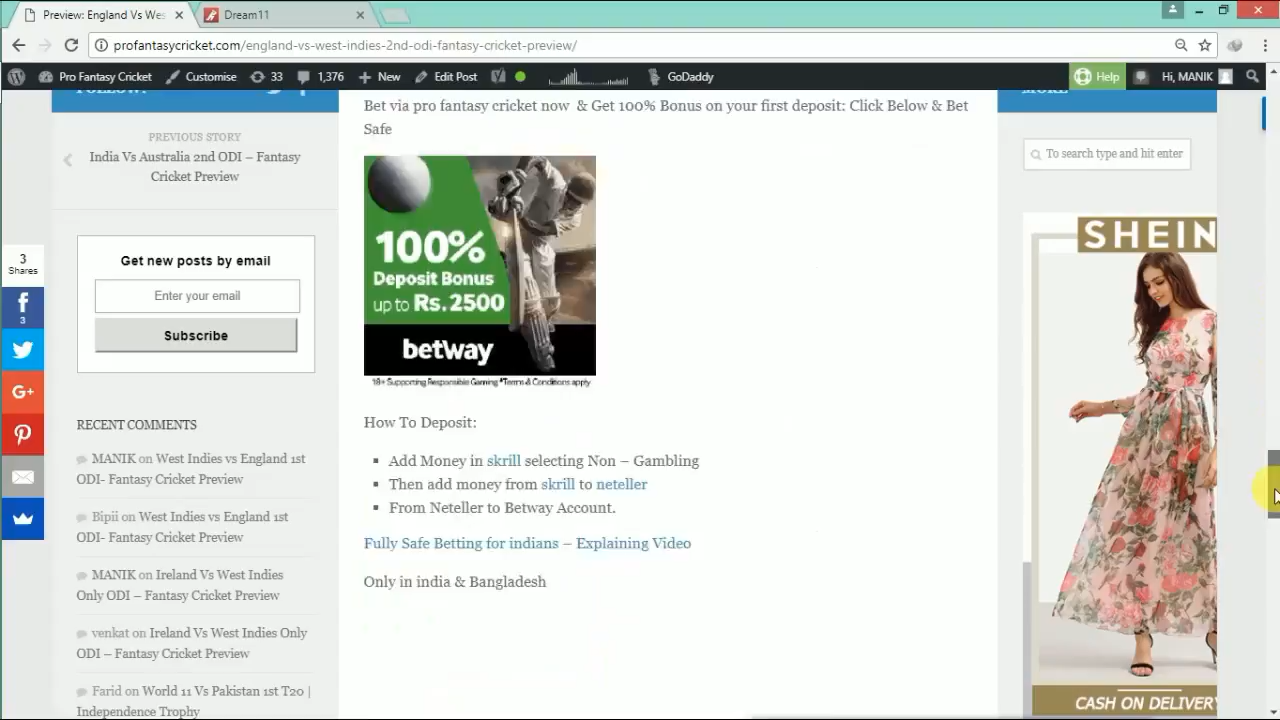 Preview: England Vs Wes
Dream11
profantasycricket.com/england-vs-west-indies-2nd-odi-fantasy-cricket-preview/
Pro Fantasy Cricket
Customise
33
1,376
New
Edit Post
GoDaddy
Help
Hi, MANIK
PREVIOUS STORY
India Vs Australia 2nd ODI – Fantasy
Cricket Preview
Get new posts by email
Enter your email
Subscribe
3
Shares
3
G+
RECENT COMMENTS
MANIK on West Indies vs England 1st
ODI- Fantasy Cricket Preview
Bipii on West Indies vs England 1st
ODI- Fantasy Cricket Preview
MANIK on Ireland Vs West Indies
Only ODI – Fantasy Cricket Preview
venkat on Ireland Vs West Indies Only
ODI – Fantasy Cricket Preview
Farid on World 11 Vs Pakistan 1st T20 |
Independence Trophy
Bet via pro fantasy cricket now & Get 100% Bonus on your first deposit: Click Below & Bet
Safe
100%
Deposit Bonus
up to Rs. 2500
betway
18+ Supporting Responsible Gaming *Terms & Conditions apply
How To Deposit:
Add Money in skrill selecting Non – Gambling
Then add money from skrill to neteller
From Neteller to Betway Account.
Fully Safe Betting for indians – Explaining Video
Only in india & Bangladesh
To search type and hit enter
SHEIN
CASH ON DELIVERY